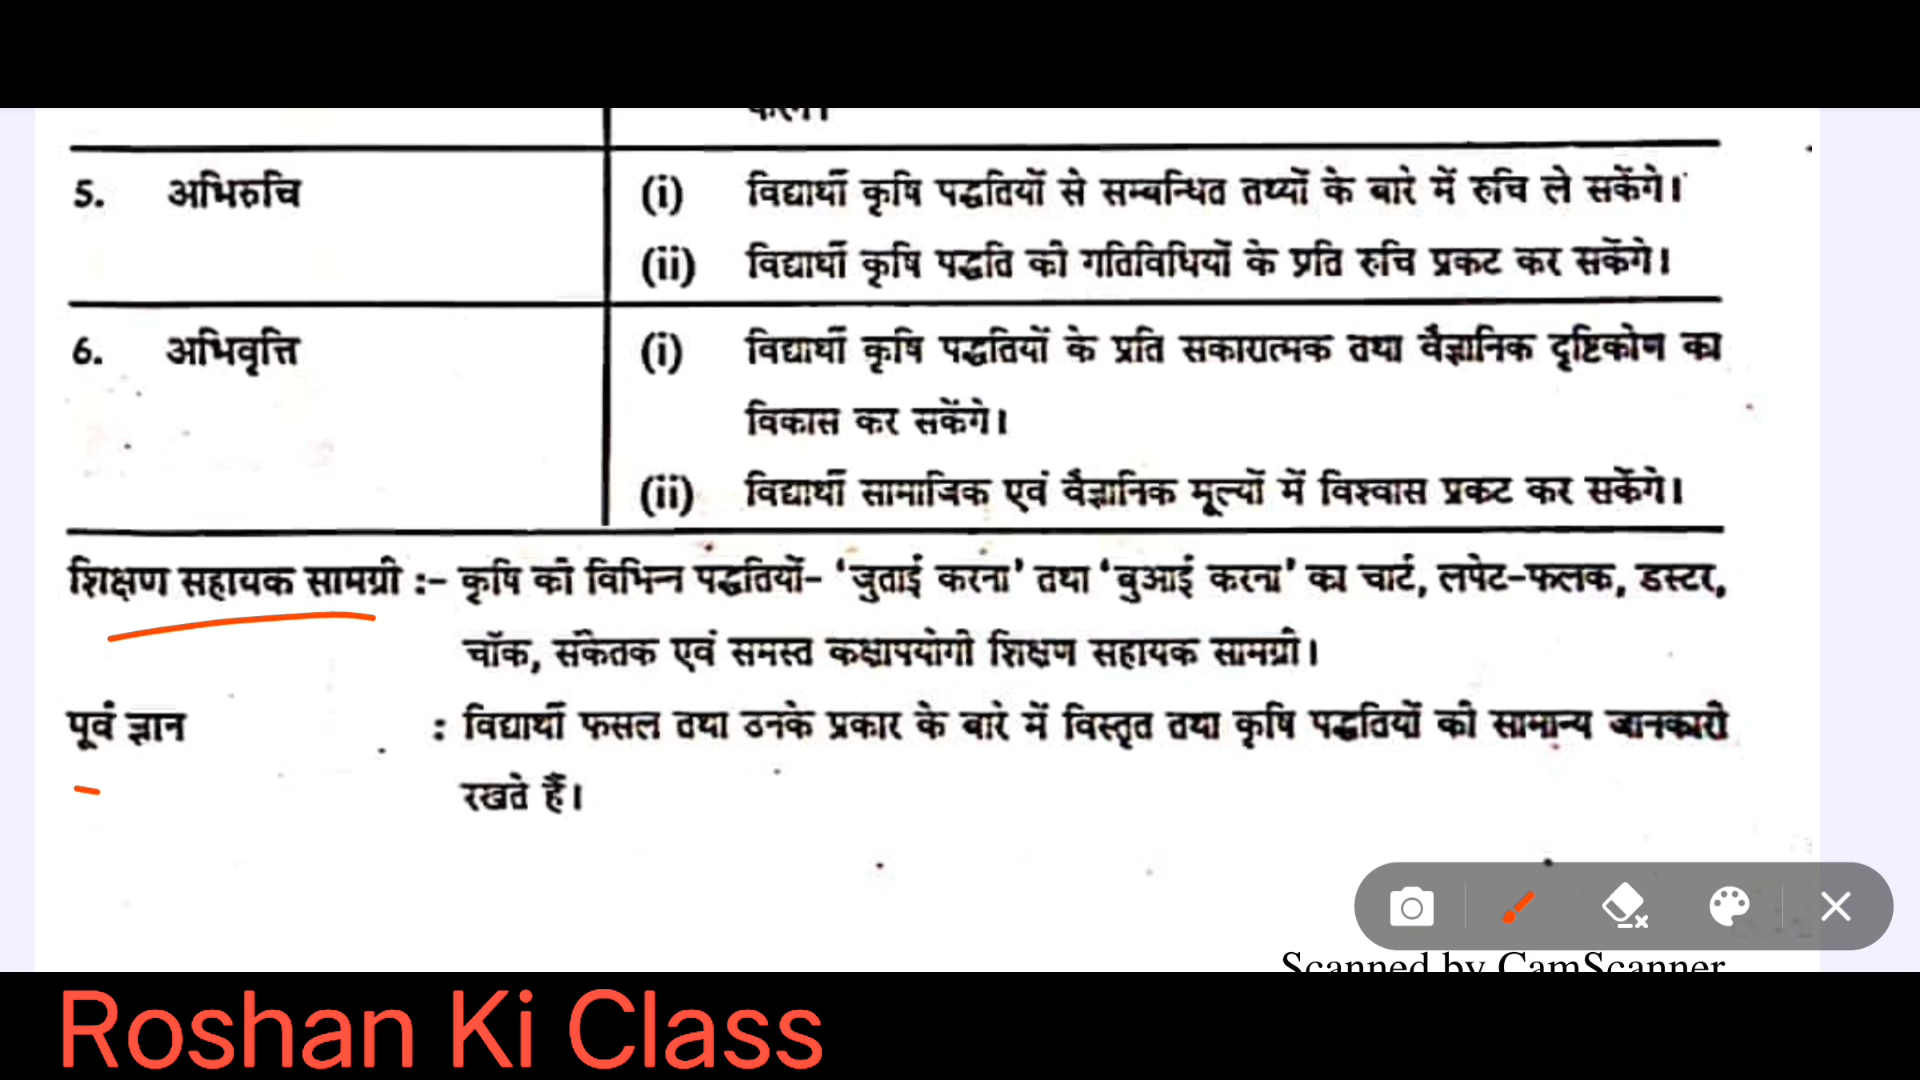 5. अभिरुचि (i) विद्यार्थी कृषि पद्धतियों से सम्बन्धित तथ्यों के बारे में रुचि ले सकेंगे।
(ii) विद्यार्थी कृषि पद्धति की गतिविधियों के प्रति रुचि प्रकट कर सकेंगे।
6. अभिवृत्ति (i) विद्यार्थी कृषि पद्धतियों के प्रति सकारात्मक तथा वैज्ञानिक दृष्टिकोण का
विकास कर सकेंगे।
(ii) विद्यार्थी सामाजिक एवं वैज्ञानिक मूल्यों में विश्वास प्रकट कर सकेंगे।
शिक्षण सहायक सामग्री :- कृषि की विभिन्न पद्धतियों- 'जुताई करना' तथा 'बुआई करना' का चार्ट, लपेट-फलक, डस्टर,
चॉक, संकेतक एवं समस्त कक्षापयोगी शिक्षण सहायक सामग्री।
पूर्व ज्ञान : विद्यार्थी फसल तथा उनके प्रकार के बारे में विस्तृत तथा कृषि पद्धतियों की सामान्य जानकारी
रखते हैं।
Scanned by CamScanner
Roshan Ki Class